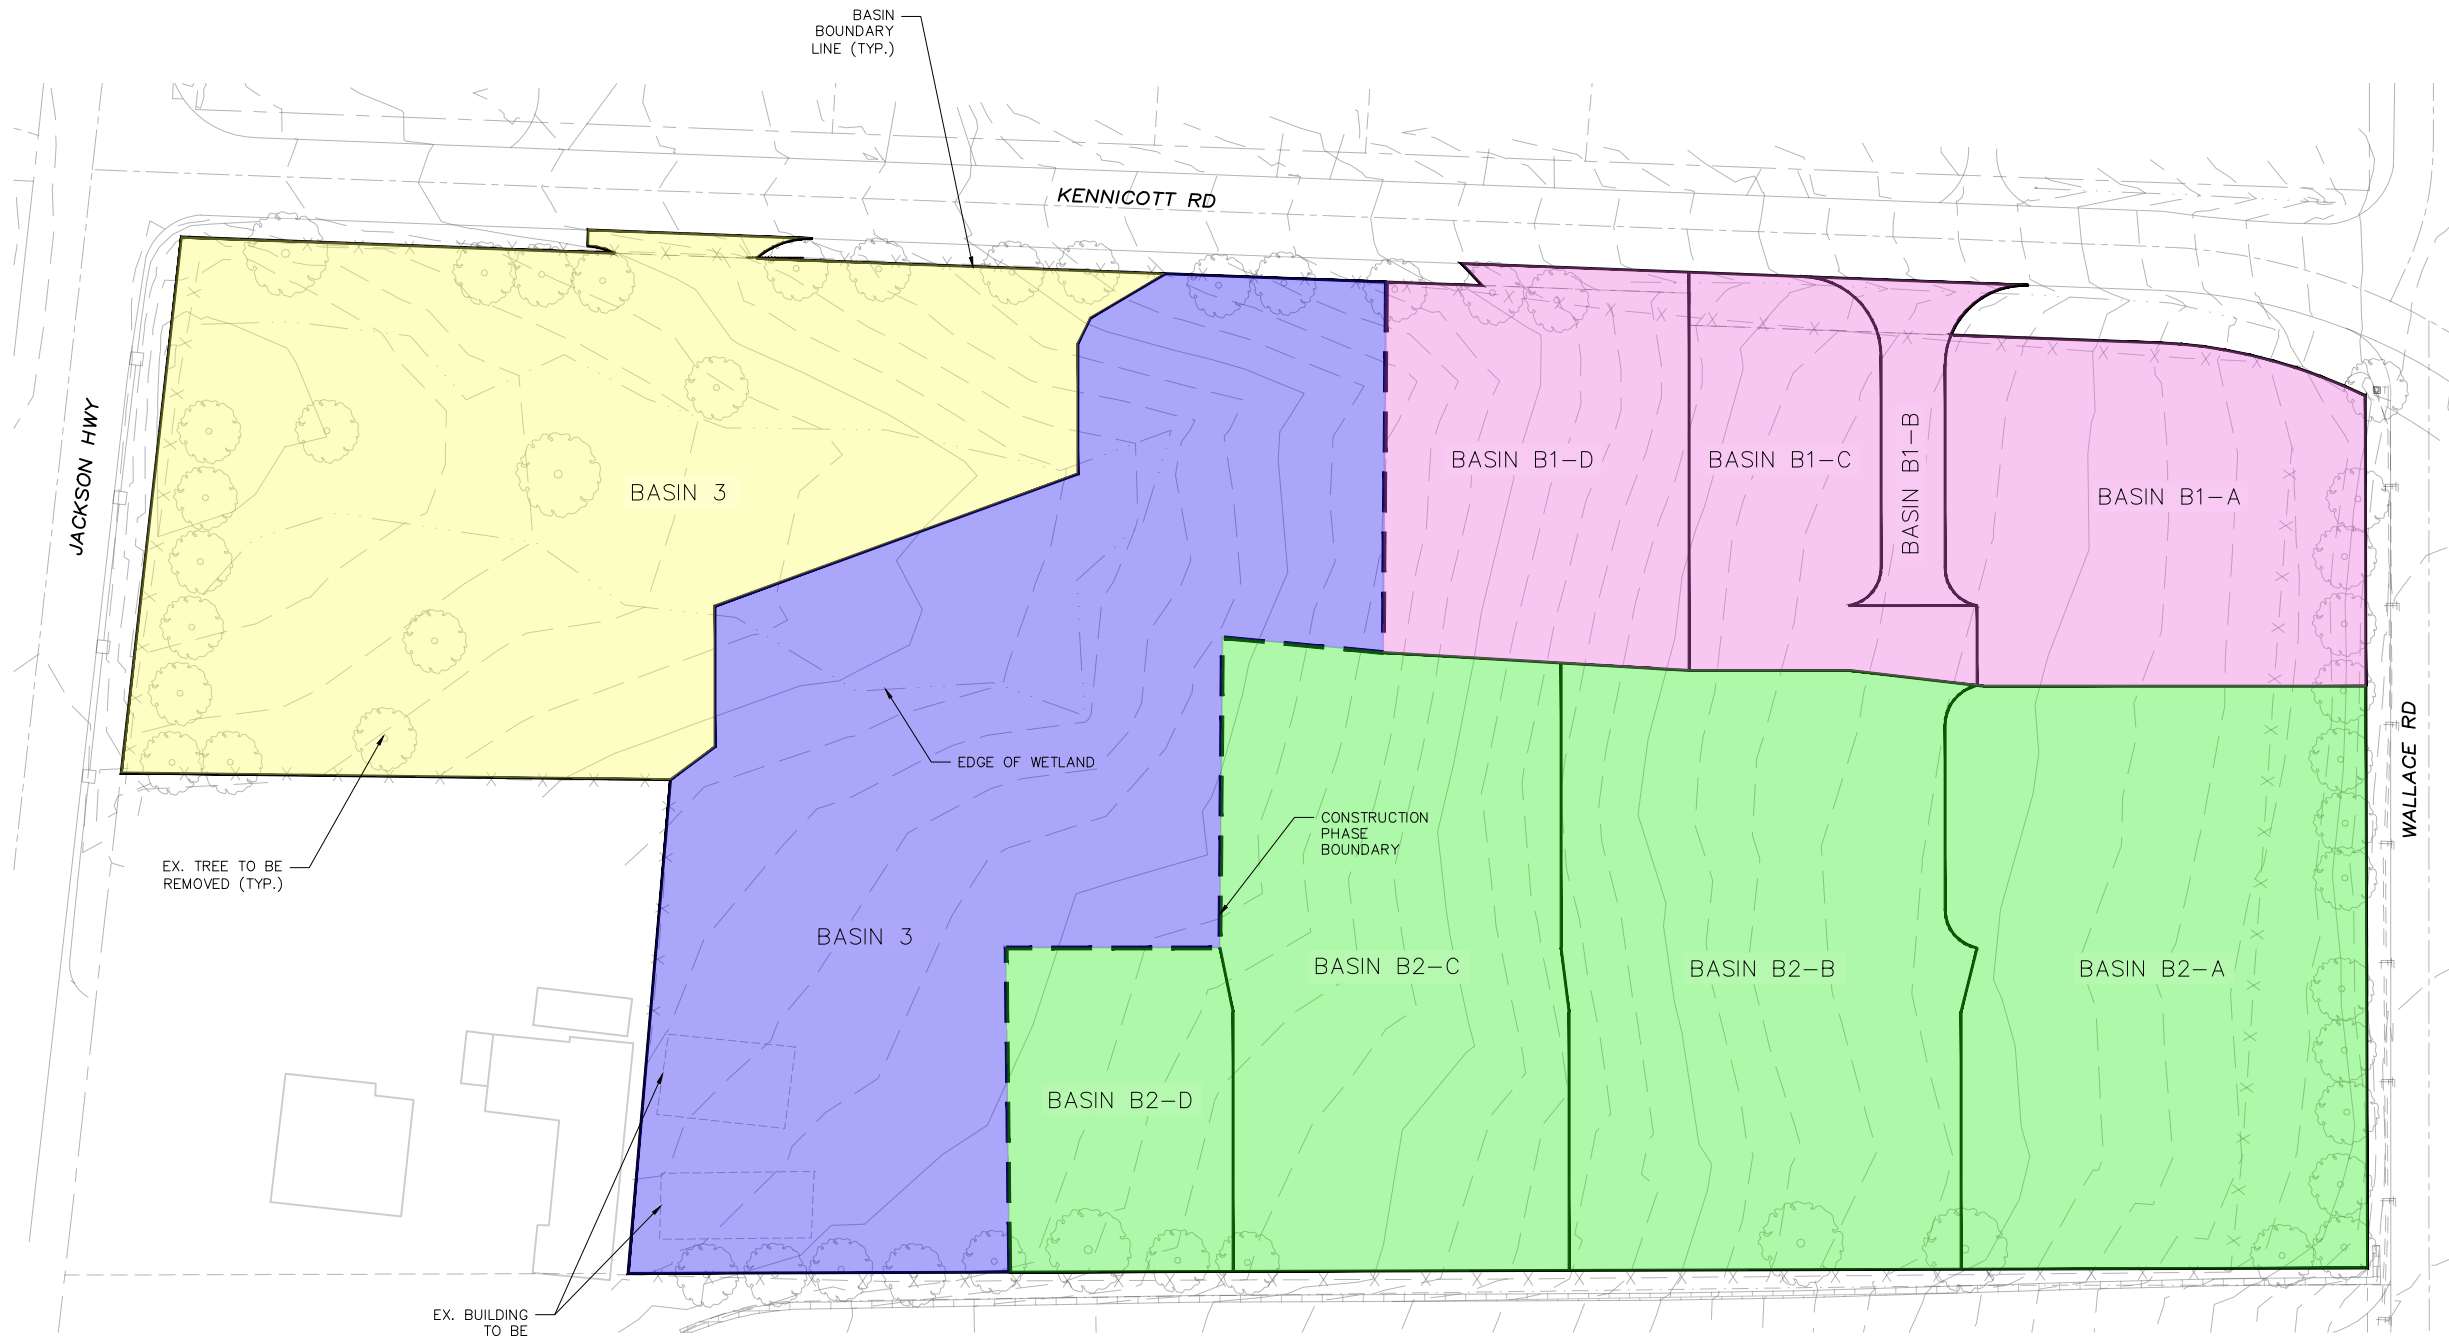 BASIN
BOUNDARY
LINE (TYP.)
KENNICOTT RD
JACKSON HWY
BASIN 3
BASIN B1-D
BASIN B1-C
BASIN B1-B
BASIN B1-A
EDGE OF WETLAND
WALLACE RD
CONSTRUCTION
PHASE
BOUNDARY
EX. TREE TO BE
REMOVED (TYP.)
BASIN 3
BASIN B2-C
BASIN B2-B
BASIN B2-A
BASIN B2-D
EX. BUILDING
TO BE